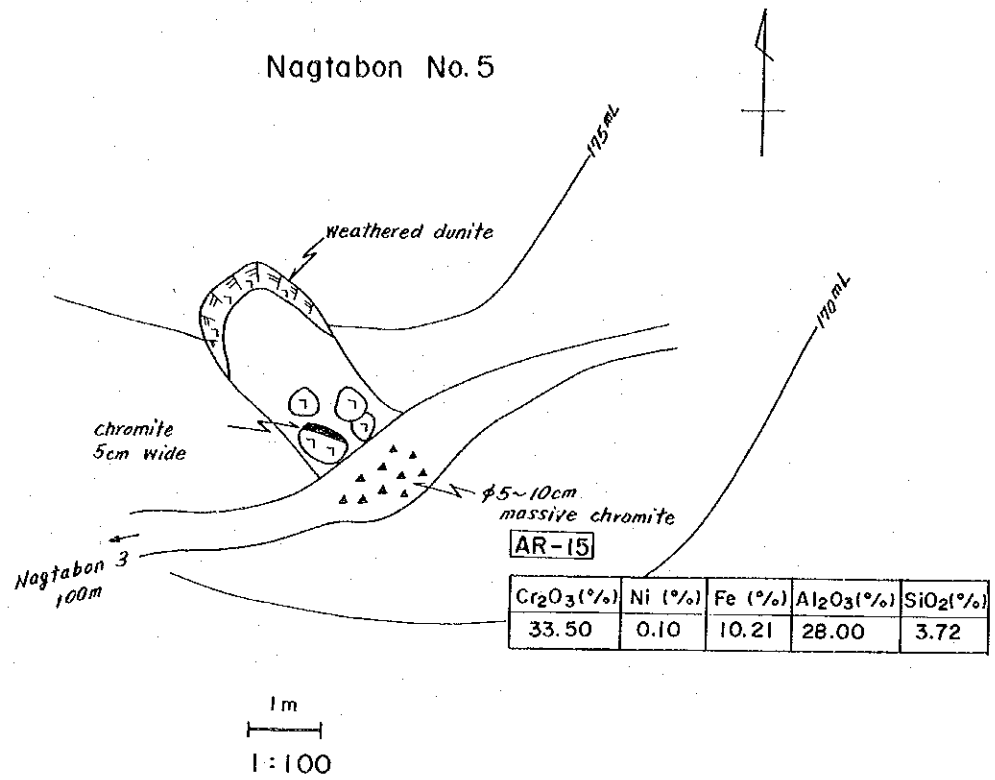 Nagtabon No. 5
175mL
weathered dunite
170mL
chromite
5cm wide
φ5~10cm
massive chromite
AR-15
Nagtabon 3
100m
Cr₂O₃(%) Ni (%) Fe (%) Al₂O₃(%) SiO₂(%)
33.50 0.10 10.21 28.00 3.72
1m
1:100